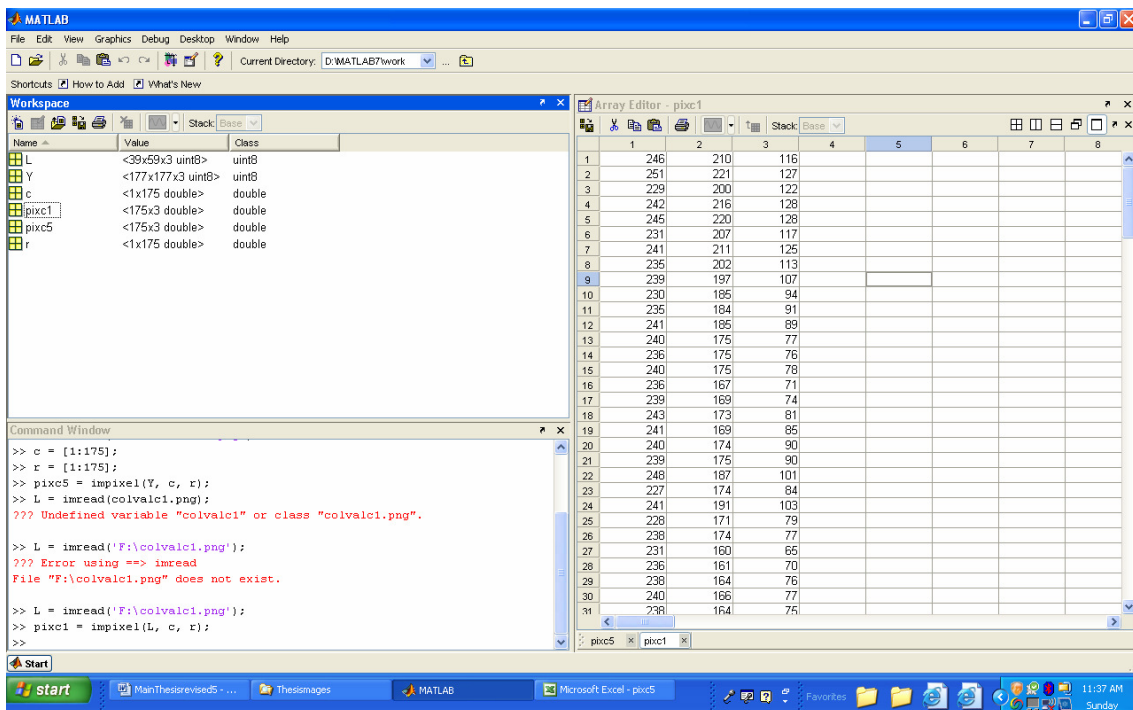 MATLAB
File Edit View Graphics Debug Desktop Window Help
Current Directory: D:\MATLAB7\work
Shortcuts How to Add What's New
Workspace
Stack: Base
Name Value Class
L <39x59x3 uint8> uint8
Y <177x177x3 uint8> uint8
c <1x175 double> double
pixc1 <175x3 double> double
pixc5 <175x3 double> double
r <1x175 double> double
Command Window
>> c = [1:175];
>> r = [1:175];
>> pixc5 = impixel(Y, c, r);
>> L = imread(colvalc1.png);
??? Undefined variable "colvalc1" or class "colvalc1.png".
>> L = imread('F:\colvalc1.png');
??? Error using ==> imread
File "F:\colvalc1.png" does not exist.
>> L = imread('F:\colvalc1.png');
>> pixc1 = impixel(L, c, r);
>>
Array Editor - pixc1
Stack: Base
1 2 3 4 5 6 7 8
1 246 210 116
2 251 221 127
3 229 200 122
4 242 216 128
5 245 220 128
6 231 207 117
7 241 211 125
8 235 202 113
9 239 197 107
10 230 185 94
11 235 184 91
12 241 185 89
13 240 175 77
14 236 175 76
15 240 175 78
16 236 167 71
17 239 169 74
18 243 173 81
19 241 169 85
20 240 174 90
21 239 175 90
22 248 187 101
23 227 174 84
24 241 191 103
25 228 171 79
26 238 174 77
27 231 160 65
28 236 161 70
29 238 164 76
30 240 166 77
31 238 164 75
pixc5 pixc1
Start
start MainThesisrevised5 - ... Thesismages MATLAB Microsoft Excel - pixc5 Favorites 11:37 AM
Sunday